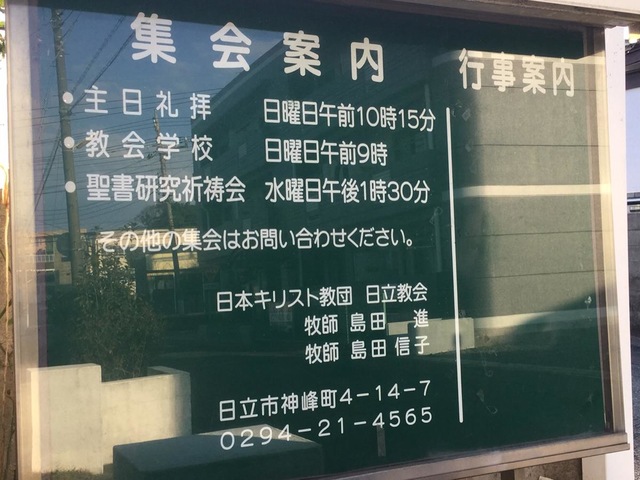 集会案内
行事案内
●主日礼拝 日曜日午前10時15分
●教会学校 日曜日午前9時
●聖書研究祈祷会 水曜日午後1時30分
その他の集会はお問い合わせください。
日本キリスト教団 日立教会
牧師 島田 進
牧師 島田 信子
日立市神峰町4-14-7
0294-21-4565